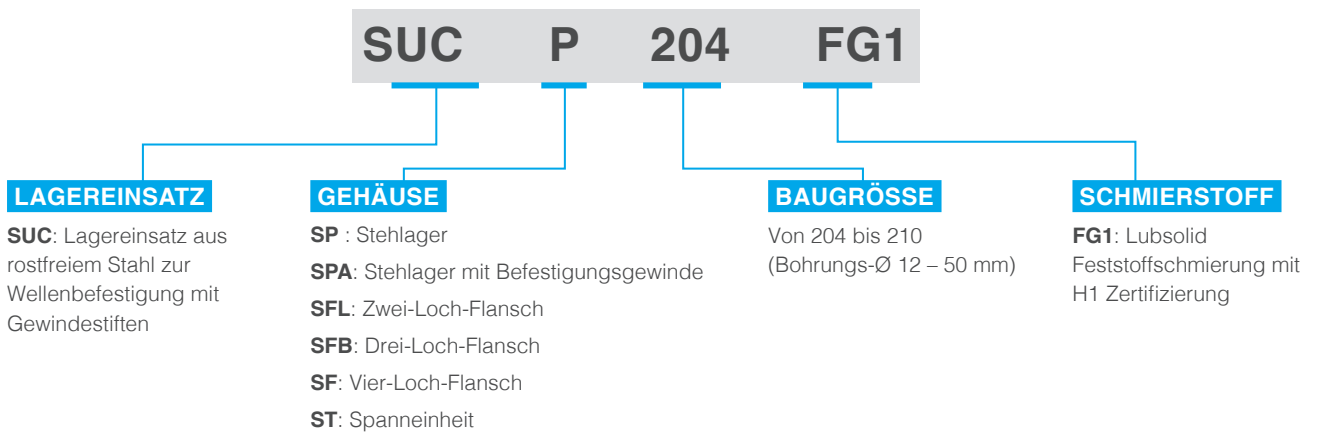 SUC P 204 FG1
LAGEREINSATZ
SUC: Lagereinsatz aus
rostfreiem Stahl zur
Wellenbefestigung mit
Gewindestiften
GEHÄUSE
SP : Stehlager
SPA: Stehlager mit Befestigungsgewinde
SFL: Zwei-Loch-Flansch
SFB: Drei-Loch-Flansch
SF: Vier-Loch-Flansch
ST: Spanneinheit
BAUGRÖSSE
Von 204 bis 210
(Bohrungs-Ø 12 – 50 mm)
SCHMIERSTOFF
FG1: Lubsolid
Feststoffschmierung mit
H1 Zertifizierung